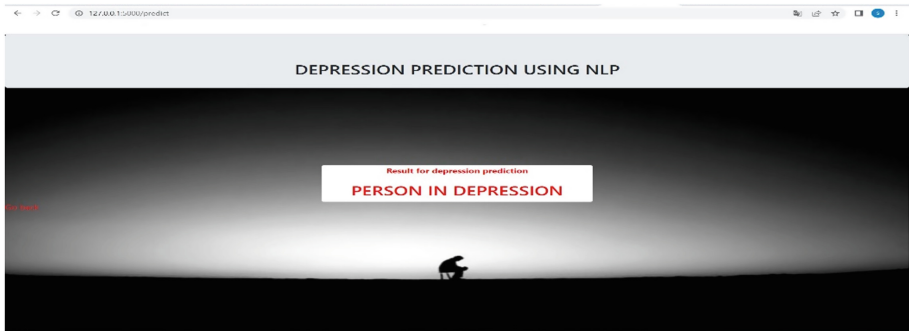 127.0.0.1:5000/predict
DEPRESSION PREDICTION USING NLP
Result for depression prediction
PERSON IN DEPRESSION